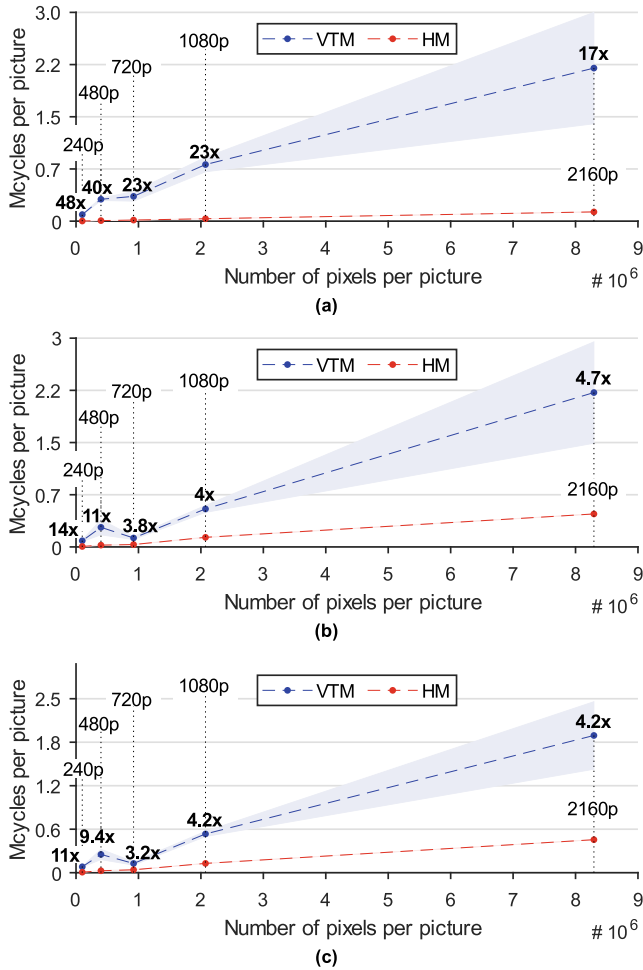 3.0
VTM
HM
1080p
17x
2.2
720p
480p
1.5
240p
23x
0.7
2160p
40x
23x
48x
0
Mcycles per picture
0 1 2 3 4 5 6 7 8 9
Number of pixels per picture
# 10^6
(a)
3
VTM
HM
1080p
4.7x
720p
2.2
480p
1.5
240p
0.7
4x
2160p
11x
3.8x
14x
0
Mcycles per picture
0 1 2 3 4 5 6 7 8 9
Number of pixels per picture
# 10^6
(b)
VTM
HM
1080p
2.5
720p
4.2x
480p
1.8
240p
1.2
4.2x
2160p
9.4x
0.6
3.2x
11x
0
Mcycles per picture
0 1 2 3 4 5 6 7 8 9
Number of pixels per picture
# 10^6
(c)